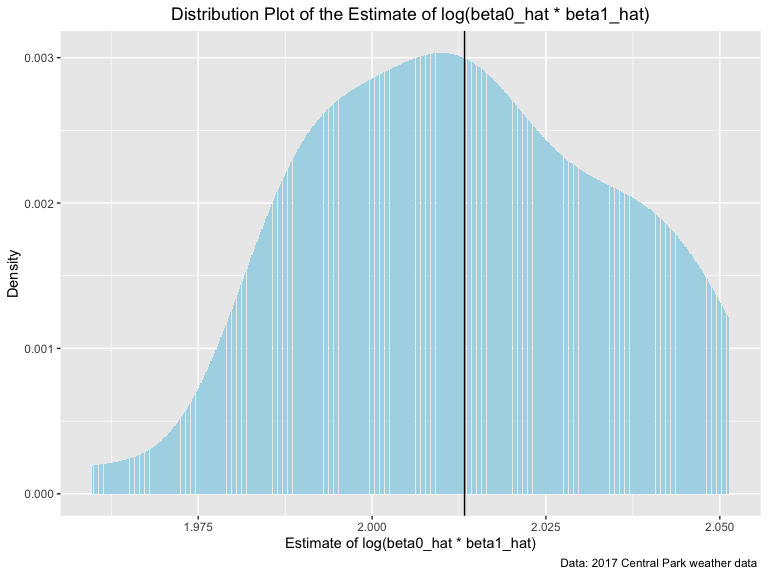 Distribution Plot of the Estimate of log(beta0_hat * beta1_hat)
Density
0.003
0.002
0.001
0.000
1.975 2.000 2.025 2.050
Estimate of log(beta0_hat * beta1_hat)
Data: 2017 Central Park weather data